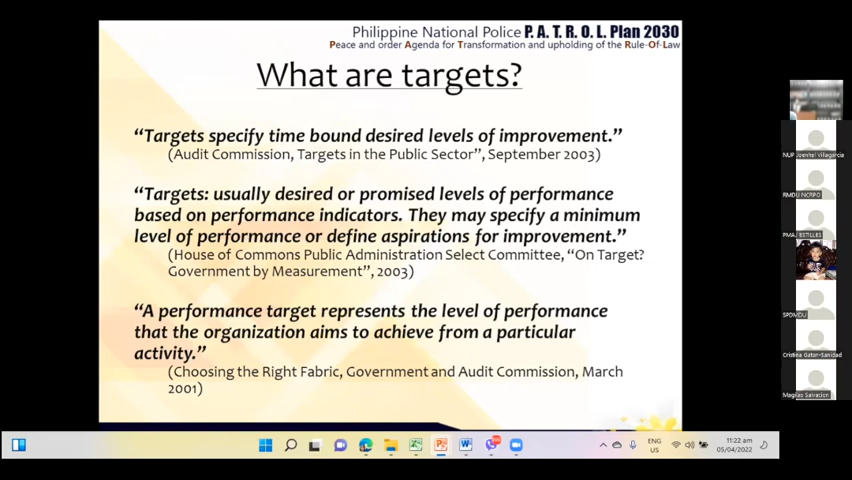 Philippine National Police P. A. T. R. O. L. Plan 2030
Peace and order Agenda for Transformation and upholding of the Rule-Of-Law
What are targets?
“Targets specify time bound desired levels of improvement.”
(Audit Commission, Targets in the Public Sector”, September 2003)
“Targets: usually desired or promised levels of performance
based on performance indicators. They may specify a minimum
level of performance or define aspirations for improvement.”
(House of Commons Public Administration Select Committee, “On Target?
Government by Measurement”, 2003)
“A performance target represents the level of performance
that the organization aims to achieve from a particular
activity.”
(Choosing the Right Fabric, Government and Audit Commission, March
2001)
NUP Joenhel Villagarcia
RMDU NCRPO
PMAJ ESTILLES
SPDMDU
Cristina Gatan-Sanidad
Magilas Salvacion
ENG
US
11:22 am
05/04/2022